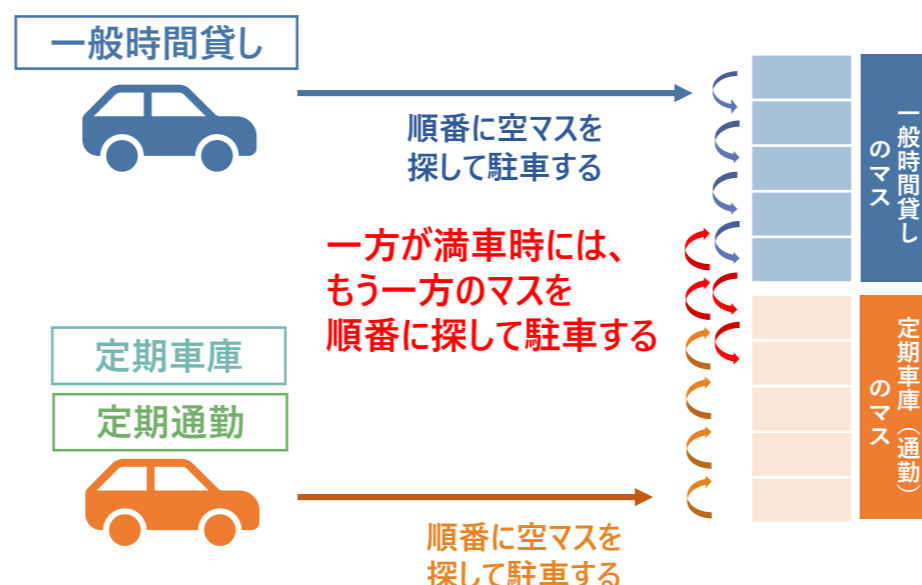 一般時間貸し
順番に空マスを
探して駐車する
一般時間貸し
のマス
一方が満車時には、
もう一方のマスを
順番に探して駐車する
定期車庫
定期通勤
定期車庫（通勤）
のマス
順番に空マスを
探して駐車する